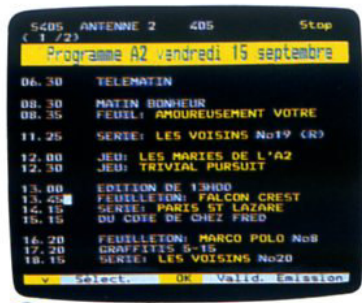 5405 ANTENNE 2 405 Stop
( 1 /2)
Programme A2 vendredi 15 septembre
06.30 TELEMATIN
08.30 MATIN BONHEUR
08.35 FEUIL: AMOUREUSEMENT VOTRE
11.25 SERIE: LES VOISINS No19 (R)
12.00 JEU: LES MARIES DE L'A2
12.30 JEU: TRIVIAL PURSUIT
13.00 EDITION DE 13H00
13.45 FEUILLETON: FALCON CREST
14.15 SERIE: PARIS ST LAZARE
15.15 DU COTE DE CHEZ FRED
16.20 FEUILLETON: MARCO POLO No8
17.20 GRAFFITIS 5-15
18.15 SERIE: LES VOISINS No20
v Sélect. OK Valid. Emission